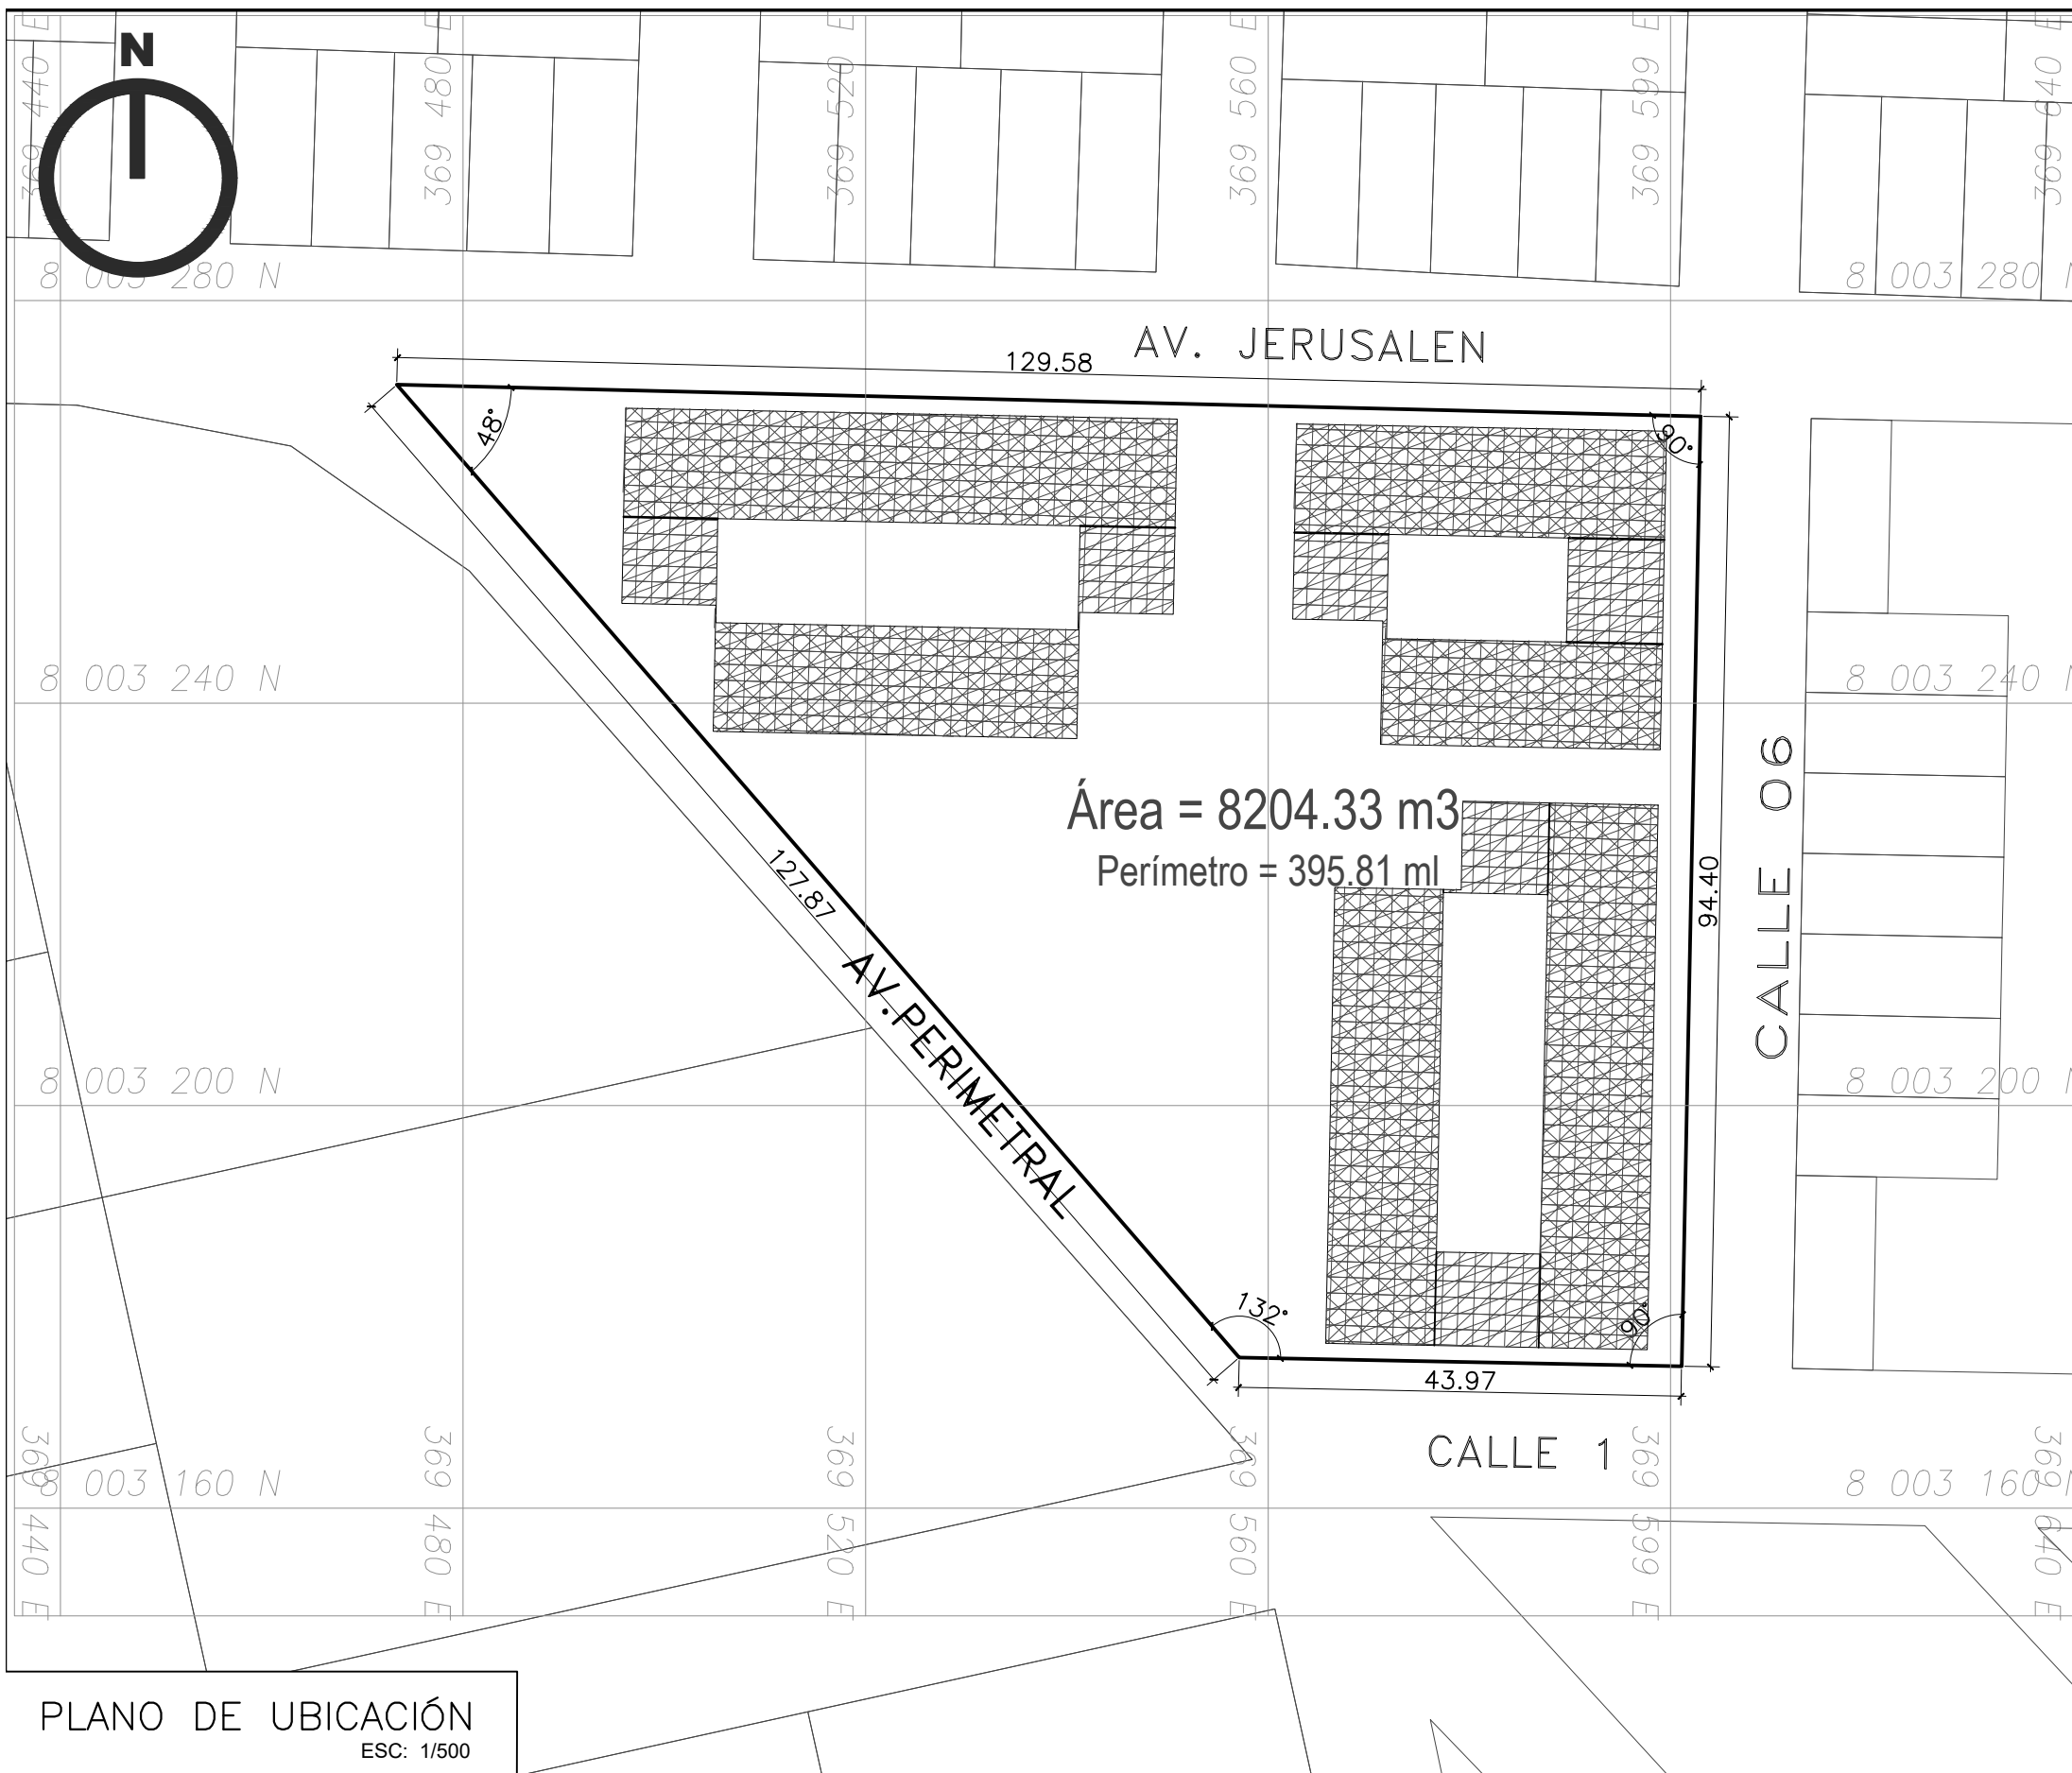 N
369 440 E
369 480 E
369 520 E
369 560 E
369 599 E
369 640 E
8 003 280 N
8 003 280 N
AV. JERUSALEN
129.58
48°
90°
8 003 240 N
8 003 240 N
Área = 8204.33 m3
Perímetro = 395.81 ml
127.87
94.40
CALLE 06
AV.PERIMETRAL
8 003 200 N
8 003 200 N
132°
90°
43.97
CALLE 1
8 003 160 N
8 003 160 N
369 440 E
369 480 E
369 520 E
369 560 E
369 599 E
369 640 E
PLANO DE UBICACIÓN
ESC: 1/500